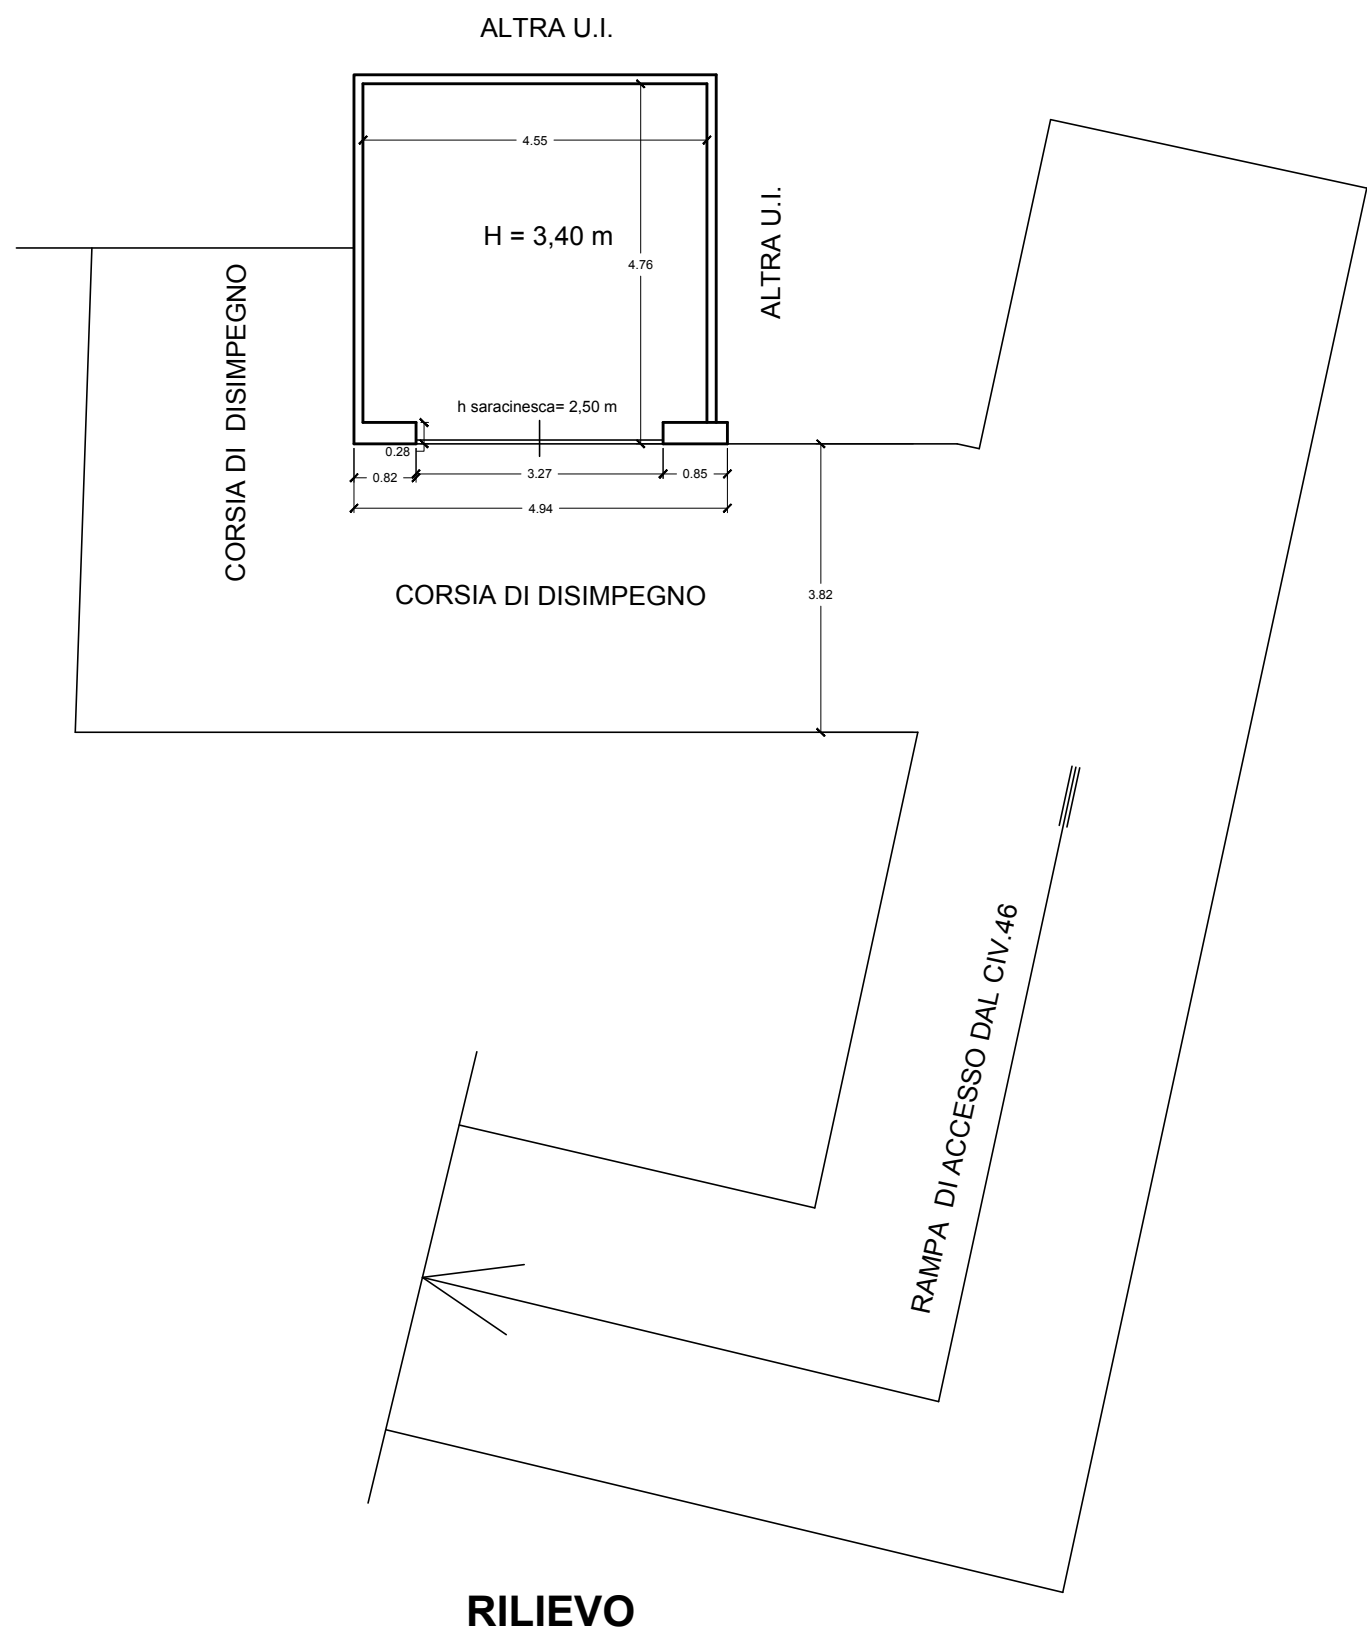 ALTRA U.I.
4.55
H = 3,40 m
4.76
ALTRA U.I.
CORSIA DI DISIMPEGNO
h saracinesca= 2,50 m
0.28
0.82
3.27
0.85
4.94
CORSIA DI DISIMPEGNO
3.82
RAMPA DI ACCESSO DAL CIV.46
RILIEVO